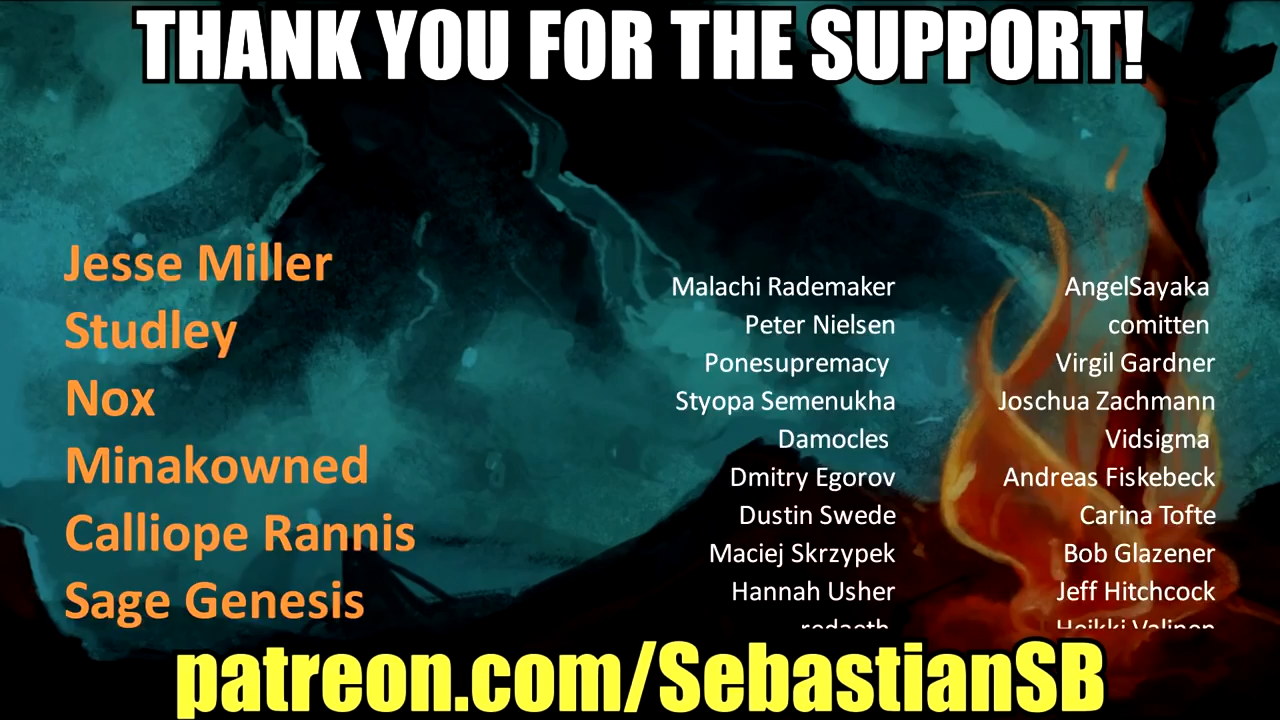 THANK YOU FOR THE SUPPORT!
Jesse Miller
Studley
Nox
Minakowned
Calliope Rannis
Sage Genesis
Malachi Rademaker
Peter Nielsen
Ponesupremacy
Styopa Semenukha
Damocles
Dmitry Egorov
Dustin Swede
Maciej Skrzypek
Hannah Usher
AngelSayaka
comitten
Virgil Gardner
Joschua Zachmann
Vidsigma
Andreas Fiskebeck
Carina Tofte
Bob Glazener
Jeff Hitchcock
patreon.com/SebastianSB